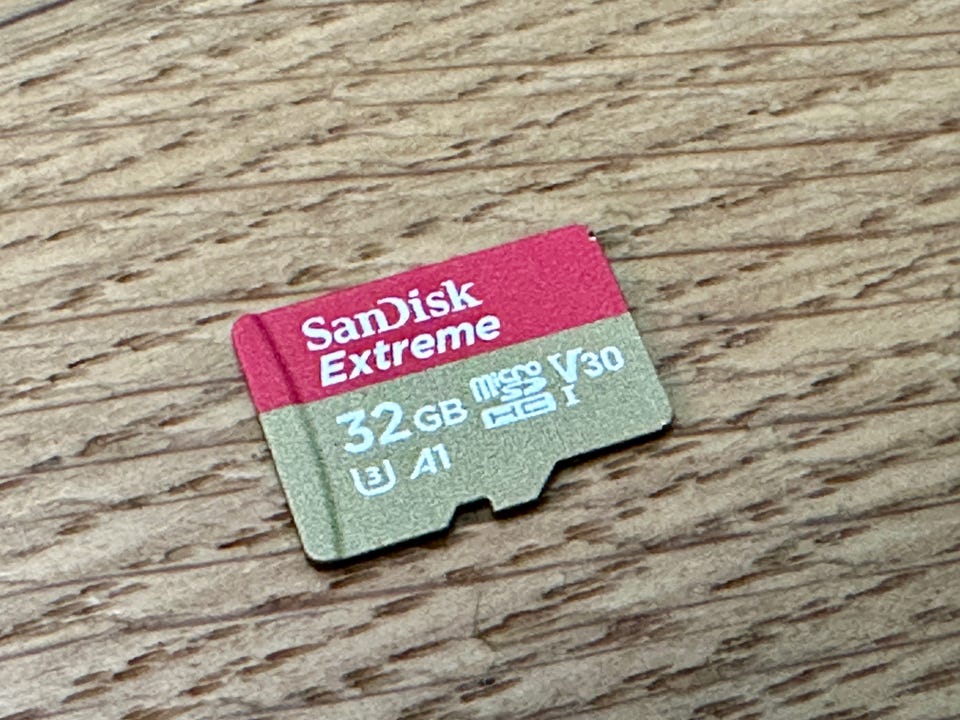 SanDisk
Extreme
32 GB micro SD HC I V30
U3 A1